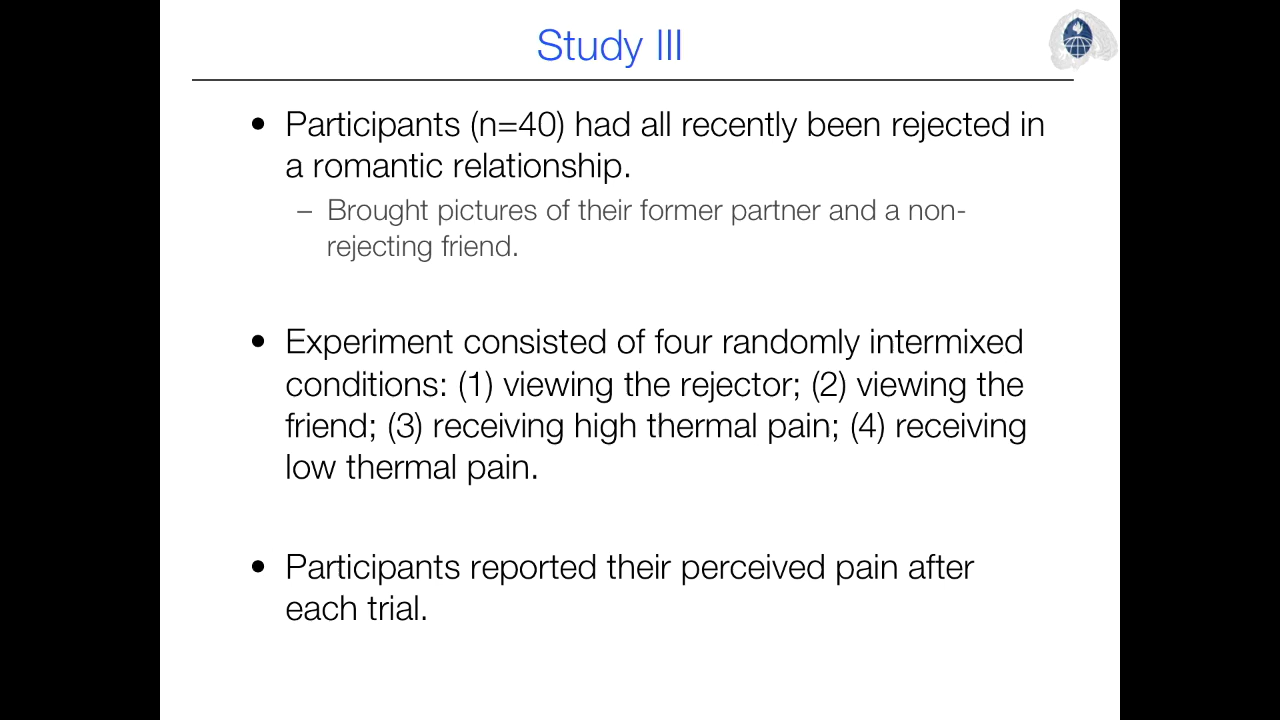 Study III
• Participants (n=40) had all recently been rejected in
a romantic relationship.
– Brought pictures of their former partner and a non-
rejecting friend.
• Experiment consisted of four randomly intermixed
conditions: (1) viewing the rejector; (2) viewing the
friend; (3) receiving high thermal pain; (4) receiving
low thermal pain.
• Participants reported their perceived pain after
each trial.